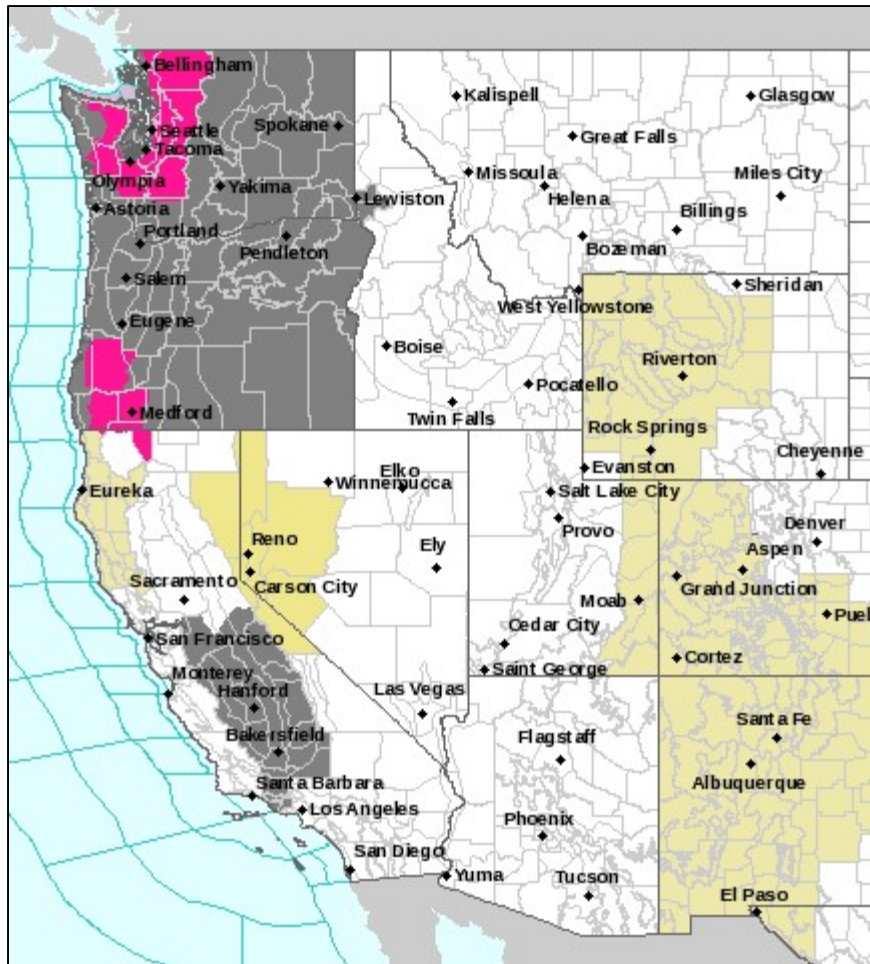 Bellingham
Kalispell
Glasgow
Seattle
Spokane
Great Falls
Tacoma
Olympia
Missoula
Miles City
Yakima
Lewiston
Helena
Astoria
Billings
Portland
Pendleton
Bozeman
Salem
Sheridan
West Yellowstone
Eugene
Boise
Riverton
Pocatello
Medford
Twin Falls
Rock Springs
Cheyenne
Evanston
Elko
Winnemucca
Eureka
Salt Lake City
Denver
Provo
Reno
Ely
Aspen
Carson City
Grand Junction
Sacramento
Moab
Puel
Cedar City
San Francisco
Cortez
Saint George
Monterey
Hanford
Las Vegas
Santa Fe
Bakersfield
Flagstaff
Albuquerque
Santa Barbara
Los Angeles
Phoenix
San Diego
Yuma
Tucson
El Paso